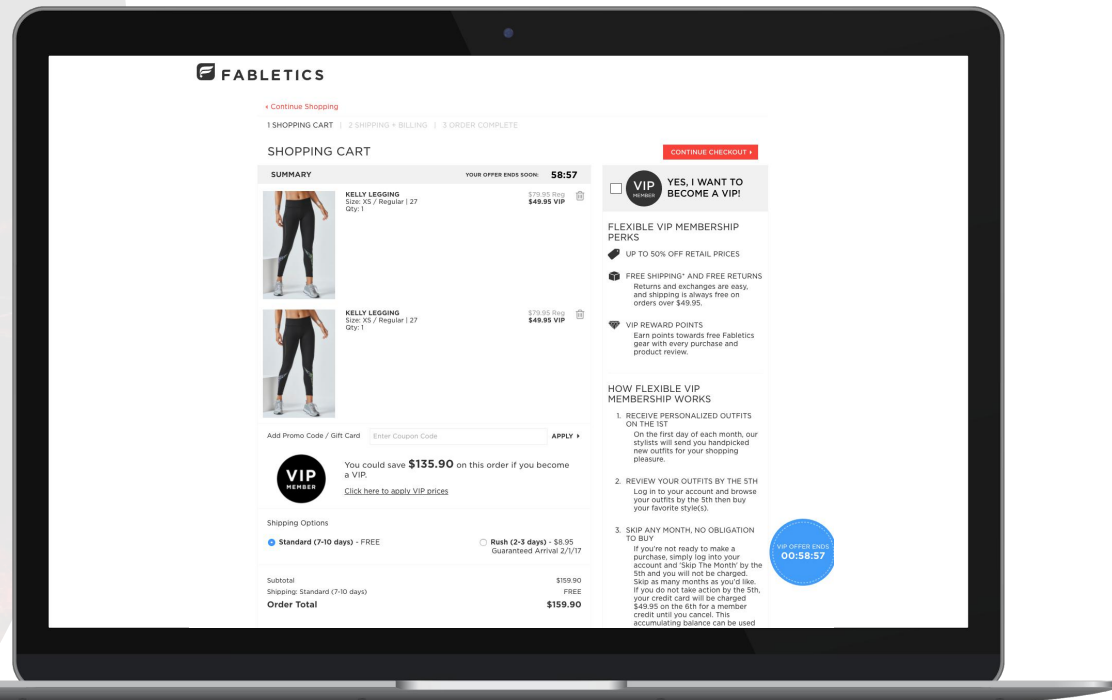 FABLETICS
Continue Shopping
1 SHOPPING CART | 2 SHIPPING + BILLING | 3 ORDER COMPLETE
SHOPPING CART
CONTINUE CHECKOUT
SUMMARY
YOUR OFFER ENDS SOON: 58:57
KELLY LEGGING
Size: XS / Regular | 27
Qty: 1
$79.95 Reg
$49.95 VIP
KELLY LEGGING
Size: XS / Regular | 27
Qty: 1
$79.95 Reg
$49.95 VIP
Add Promo Code / Gift Card
Enter Coupon Code
APPLY
VIP
MEMBER
You could save $135.90 on this order if you become
a VIP.
Click here to apply VIP prices
Shipping Options
Standard (7-10 days) - FREE
Rush (2-3 days) - $8.95
Guaranteed Arrival 2/1/17
Subtotal $159.90
Shipping: Standard (7-10 days) FREE
Order Total $159.90
VIP
MEMBER
YES, I WANT TO
BECOME A VIP!
FLEXIBLE VIP MEMBERSHIP
PERKS
UP TO 50% OFF RETAIL PRICES
FREE SHIPPING* AND FREE RETURNS
Returns and exchanges are easy,
and shipping is always free on
orders over $49.95.
VIP REWARD POINTS
Earn points towards free Fabletics
gear with every purchase and
product review.
HOW FLEXIBLE VIP
MEMBERSHIP WORKS
1. RECEIVE PERSONALIZED OUTFITS
ON THE 1ST
On the first day of each month, our
stylists will send you handpicked
new outfits for your shopping
pleasure.
2. REVIEW YOUR OUTFITS BY THE 5TH
Log in to your account and browse
your outfits by the 5th then buy
your favorite style(s).
3. SKIP ANY MONTH, NO OBLIGATION
TO BUY
If you're not ready to make a
purchase, simply log into your
account and 'Skip The Month' by the
5th and you will not be charged.
Skip as many months as you'd like.
If you do not take action by the 5th,
your credit card will be charged
$49.95 on the 6th for a member
credit until you cancel. This
accumulating balance can be used
VIP OFFER ENDS
00:58:57